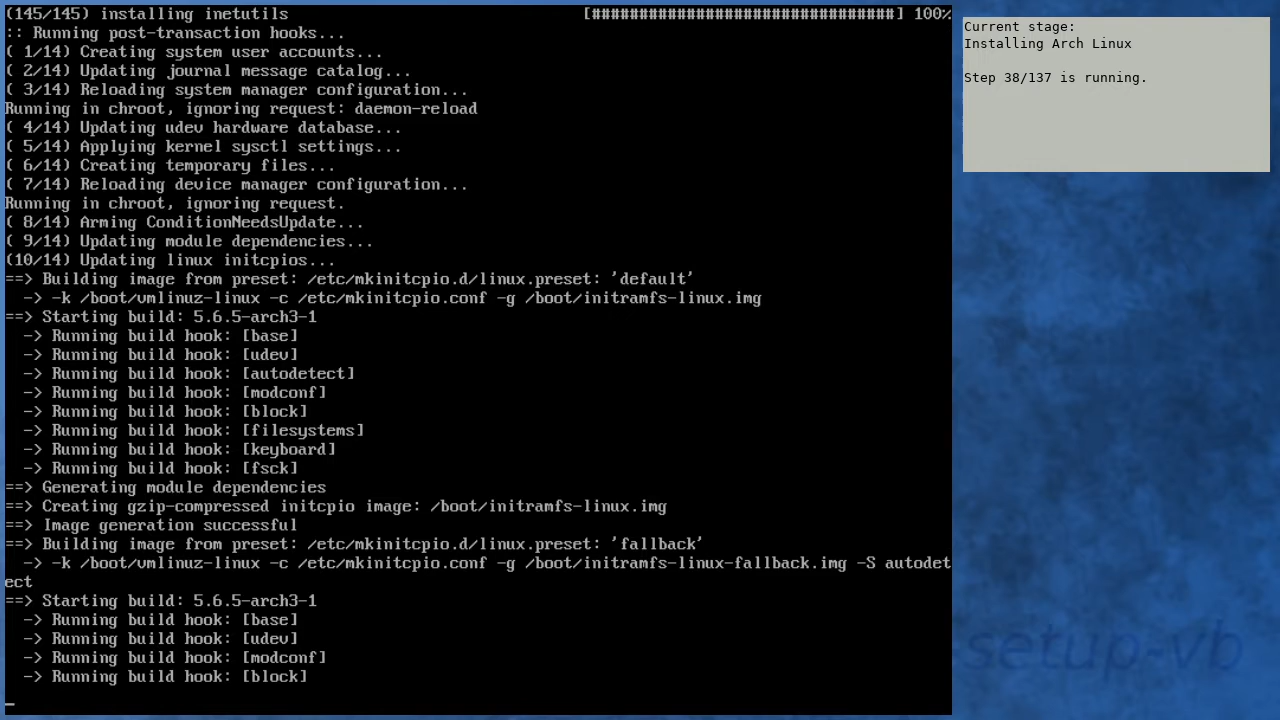 (145/145) installing inetutils                               [################################] 100%
:: Running post-transaction hooks...
( 1/14) Creating system user accounts...
( 2/14) Updating journal message catalog...
( 3/14) Reloading system manager configuration...
Running in chroot, ignoring request: daemon-reload
( 4/14) Updating udev hardware database...
( 5/14) Applying kernel sysctl settings...
( 6/14) Creating temporary files...
( 7/14) Reloading device manager configuration...
Running in chroot, ignoring request.
( 8/14) Arming ConditionNeedsUpdate...
( 9/14) Updating module dependencies...
(10/14) Updating linux initcpios...
==> Building image from preset: /etc/mkinitcpio.d/linux.preset: 'default'
  -> -k /boot/vmlinuz-linux -c /etc/mkinitcpio.conf -g /boot/initramfs-linux.img
==> Starting build: 5.6.5-arch3-1
  -> Running build hook: [base]
  -> Running build hook: [udev]
  -> Running build hook: [autodetect]
  -> Running build hook: [modconf]
  -> Running build hook: [block]
  -> Running build hook: [filesystems]
  -> Running build hook: [keyboard]
  -> Running build hook: [fsck]
==> Generating module dependencies
==> Creating gzip-compressed initcpio image: /boot/initramfs-linux.img
==> Image generation successful
==> Building image from preset: /etc/mkinitcpio.d/linux.preset: 'fallback'
  -> -k /boot/vmlinuz-linux -c /etc/mkinitcpio.conf -g /boot/initramfs-linux-fallback.img -S autodet
ect
==> Starting build: 5.6.5-arch3-1
  -> Running build hook: [base]
  -> Running build hook: [udev]
  -> Running build hook: [modconf]
  -> Running build hook: [block]
_
Current stage:
Installing Arch Linux
Step 38/137 is running.
setup-vb